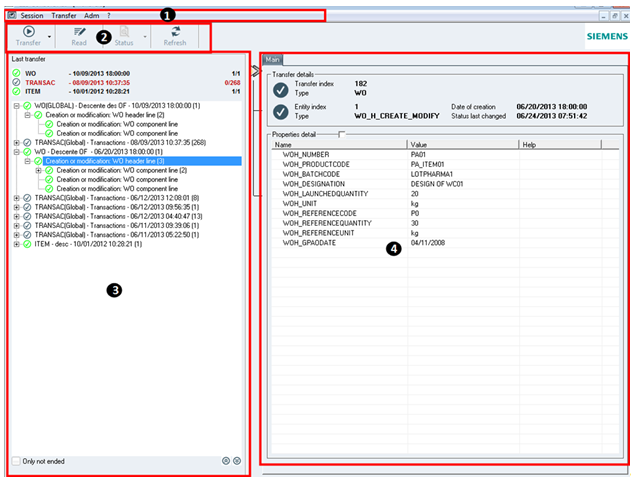 Session Transfer Adm ?
1
Transfer Read 2 Status Refresh
SIEMENS
Last transfer
WO - 10/09/2013 18:00:00 1/1
TRANSAC - 08/09/2013 10:37:35 0/268
ITEM - 10/01/2012 10:28:21 1/1
WO(GLOBAL) - Descente des OF - 10/09/2013 18:00:00 (1)
Creation or modification: WO header line (2)
Creation or modification: WO component line
Creation or modification: WO component line
TRANSAC(Global) - Transactions - 08/09/2013 10:37:35 (268)
WO - Descente OF - 06/20/2013 18:00:00 (1)
Creation or modification: WO header line (3)
Creation or modification: WO component line (2)
Creation or modification: WO component line
Creation or modification: WO component line
TRANSAC(Global) - Transactions - 06/12/2013 12:08:01 (8)
TRANSAC(Global) - Transactions - 06/12/2013 09:56:35 (1)
TRANSAC(Global) - Transactions - 06/12/2013 04:40:47 (13)
TRANSAC(Global) - Transactions - 06/11/2013 09:39:06 (1)
TRANSAC(Global) - Transactions - 06/11/2013 05:22:50 (1)
ITEM - desc - 10/01/2012 10:28:21 (1)
3
Only not ended
Main
Transfer details
Transfer index 182
Type WO
Entity index 1 Date of creation 06/20/2013 18:00:00
Type WO_H_CREATE_MODIFY Status last changed 06/24/2013 07:51:42
Properties detail
Name Value Help
WOH_NUMBER PA01
WOH_PRODUCTCODE PA_ITEM01
WOH_BATCHCODE LOTPHARMA1
WOH_DESIGNATION DESIGN OF WC01
WOH_LAUNCHEDQUANTITY 20
WOH_UNIT kg
WOH_REFERENCECODE P0
WOH_REFERENCEQUANTITY 30
WOH_REFERENCEUNIT kg
WOH_GPAODATE 04/11/2008
4